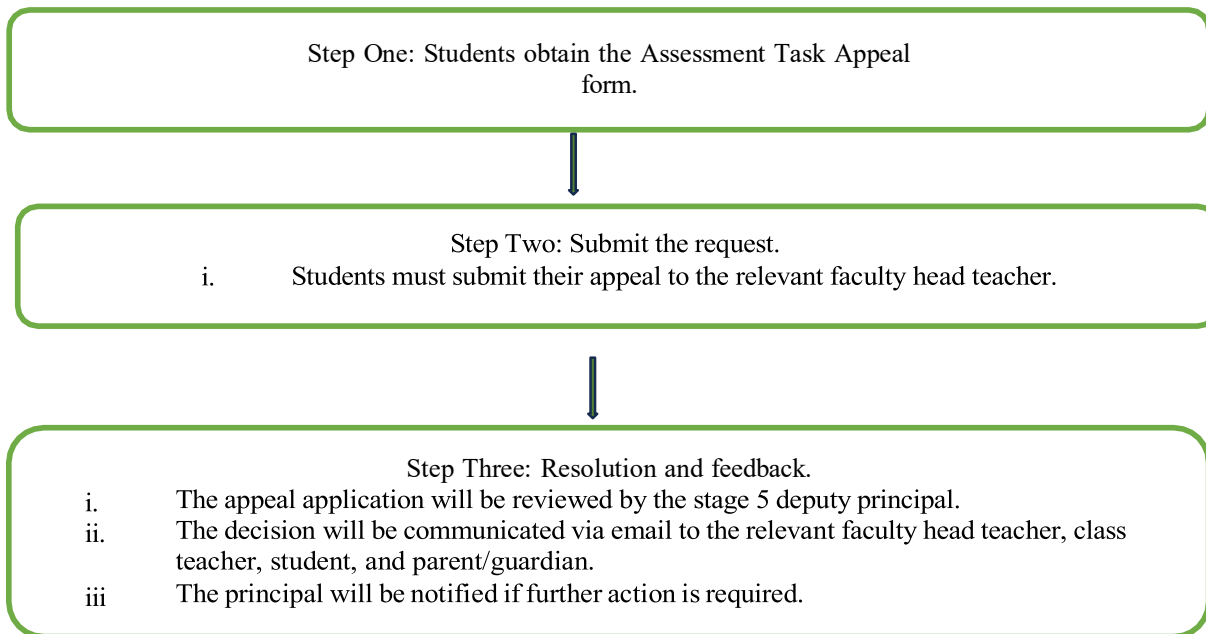 Step One: Students obtain the Assessment Task Appeal
form.
Step Two: Submit the request.
i. Students must submit their appeal to the relevant faculty head teacher.
Step Three: Resolution and feedback.
i. The appeal application will be reviewed by the stage 5 deputy principal.
ii. The decision will be communicated via email to the relevant faculty head teacher, class
teacher, student, and parent/guardian.
iii The principal will be notified if further action is required.